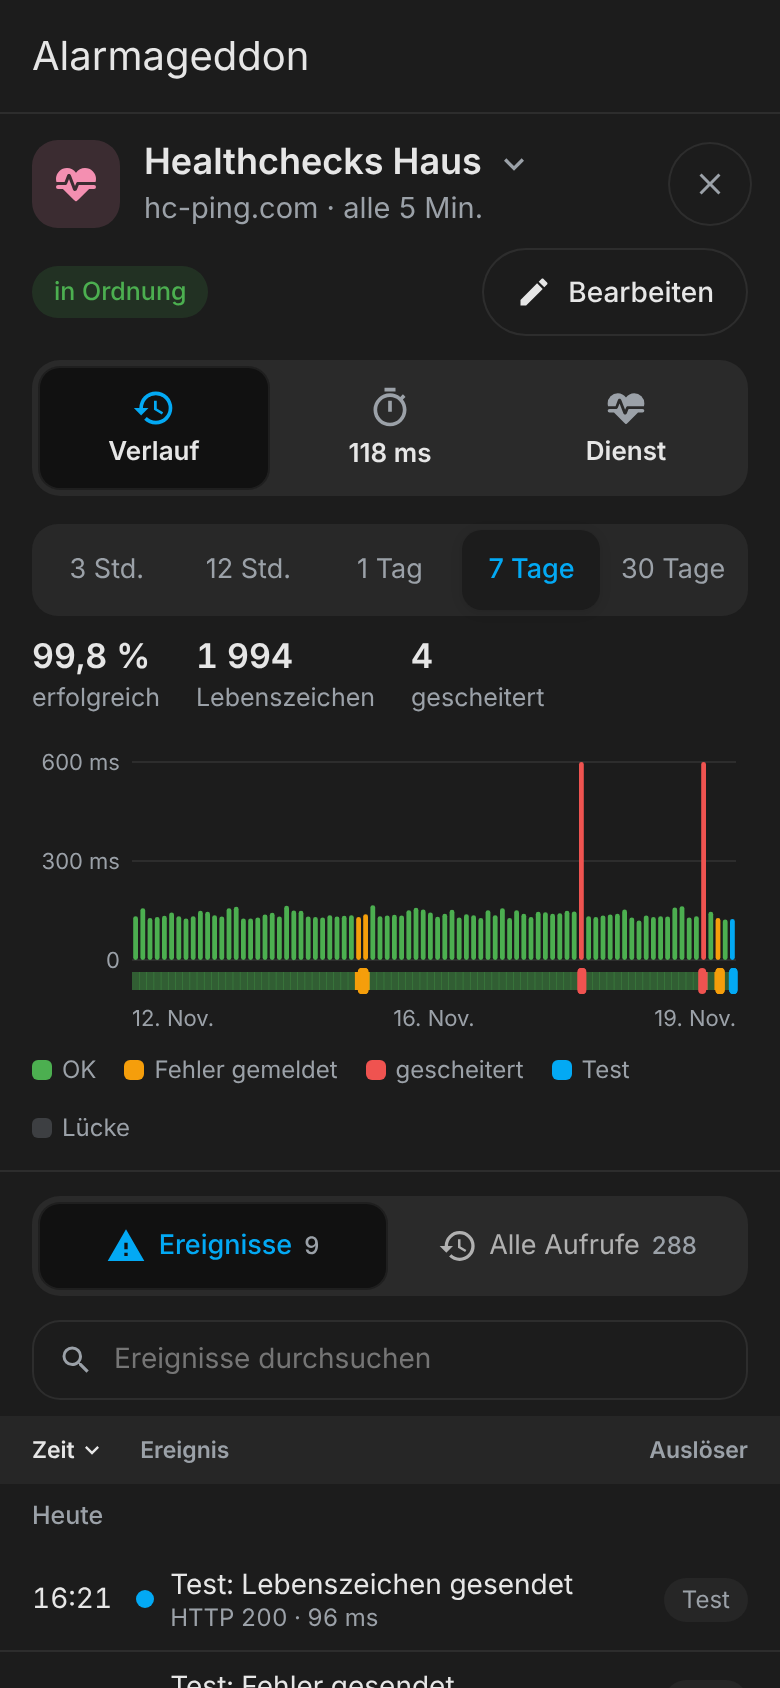 Alarmageddon
Healthchecks Haus
hc-ping.com · alle 5 Min.
in Ordnung
Bearbeiten
Verlauf
118 ms
Dienst
3 Std.
12 Std.
1 Tag
7 Tage
30 Tage
99,8 %
1 994
4
erfolgreich
Lebenszeichen
gescheitert
600 ms
300 ms
0
12. Nov.
16. Nov.
19. Nov.
OK
Fehler gemeldet
gescheitert
Test
Lücke
Ereignisse 9
Alle Aufrufe 288
Ereignisse durchsuchen
Zeit
Ereignis
Auslöser
Heute
16:21
Test: Lebenszeichen gesendet
HTTP 200 · 96 ms
Test
Test: Fehler gesendet